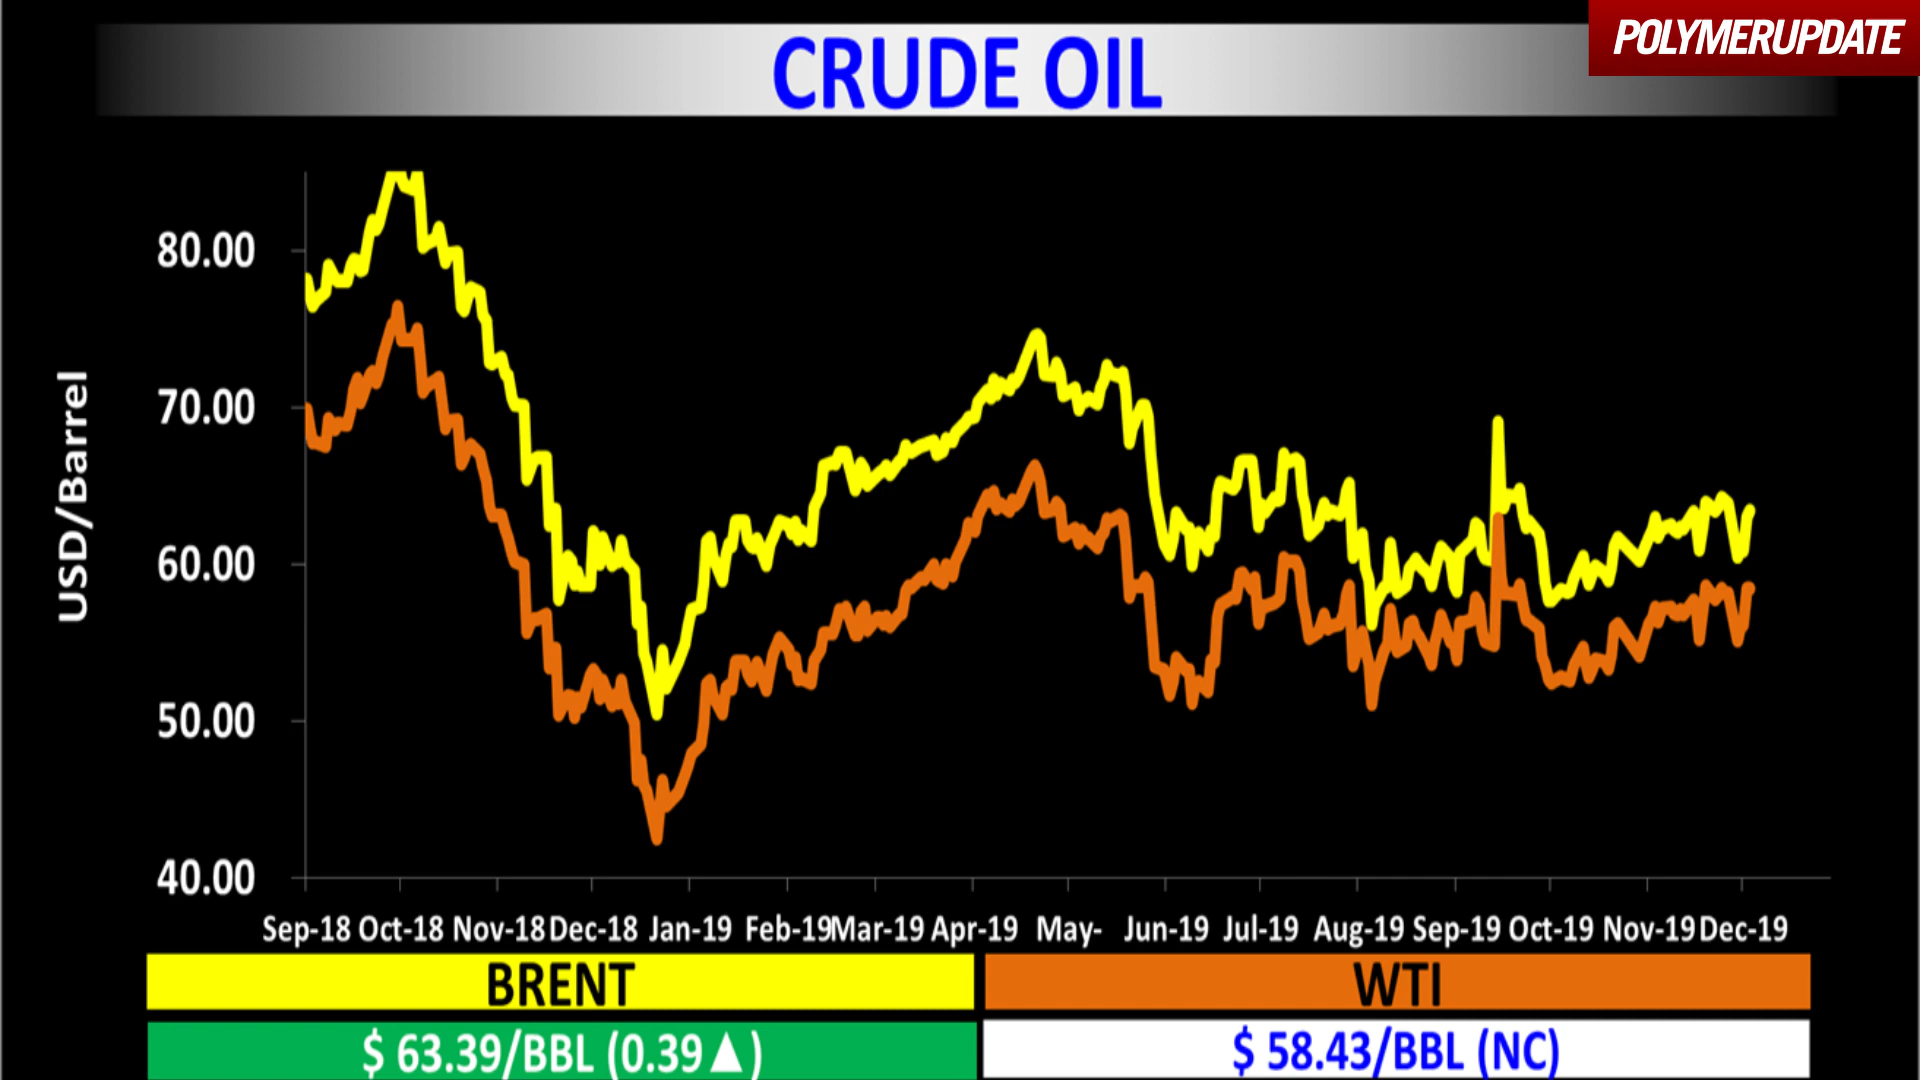 POLYMERUPDATE
CRUDE OIL
USD/Barrel
80.00
70.00
60.00
50.00
40.00
Sep-18 Oct-18 Nov-18 Dec-18 Jan-19 Feb-19 Mar-19 Apr-19 May- Jun-19 Jul-19 Aug-19 Sep-19 Oct-19 Nov-19 Dec-19
BRENT WTI
$ 63.39/BBL (0.39▲) $ 58.43/BBL (NC)